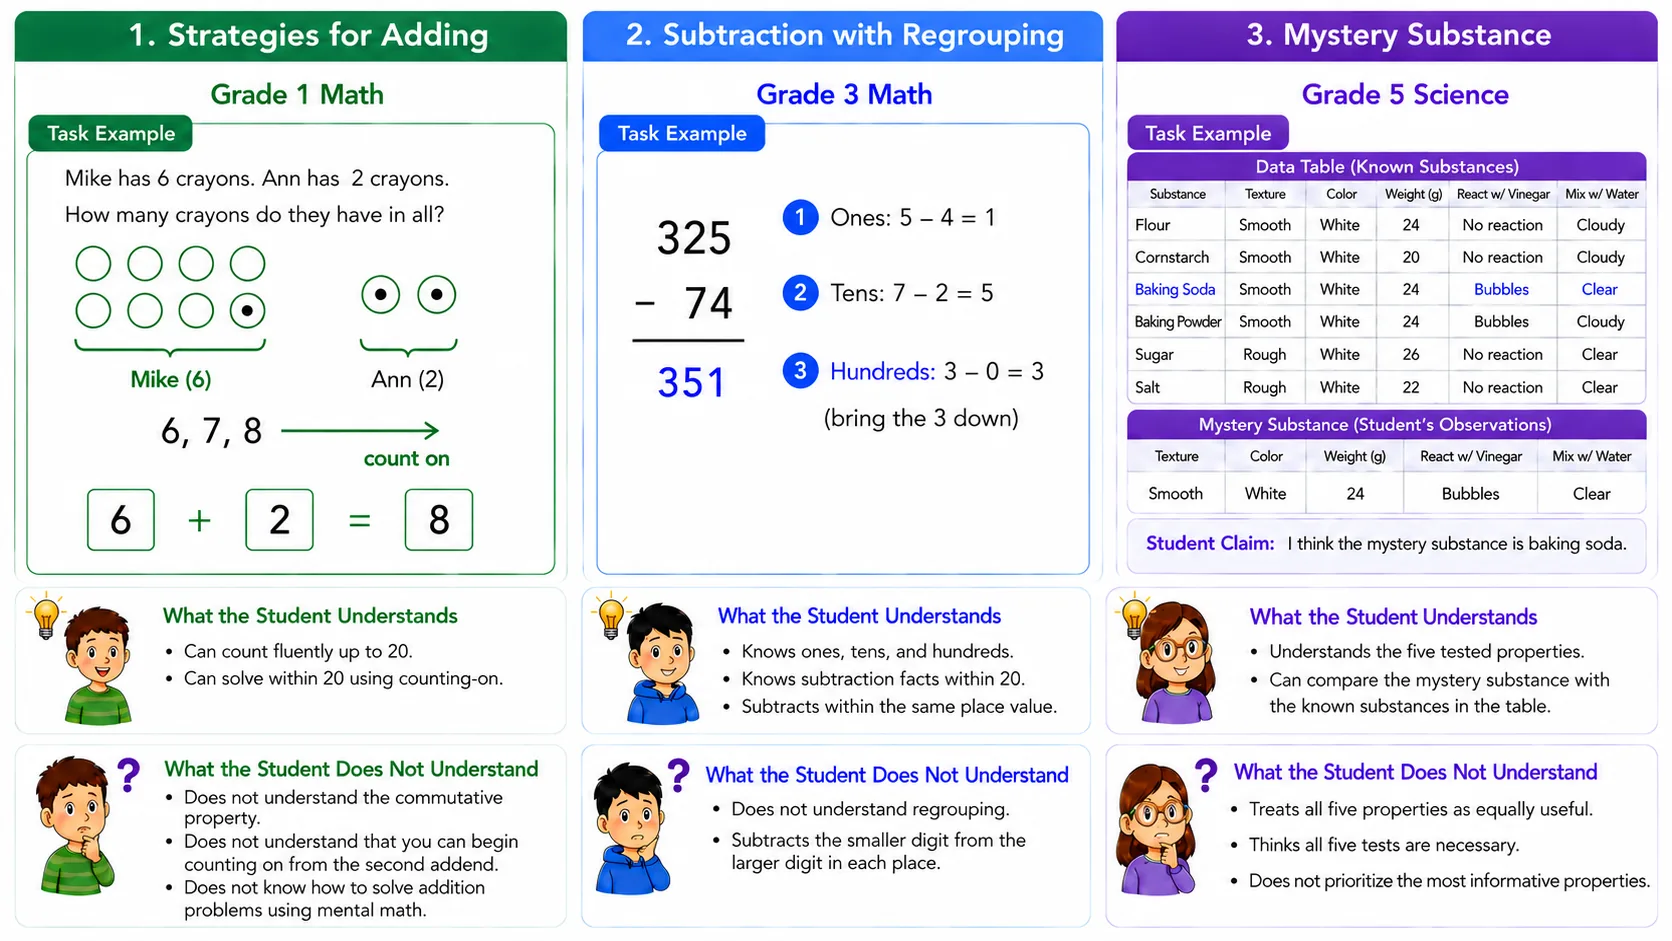 1. Strategies for Adding
Grade 1 Math
Task Example
Mike has 6 crayons. Ann has 2 crayons.
How many crayons do they have in all?
Mike (6)
Ann (2)
6, 7, 8
count on
6 + 2 = 8
What the Student Understands
• Can count fluently up to 20.
• Can solve within 20 using counting-on.
?
What the Student Does Not Understand
• Does not understand the commutative
property.
• Does not understand that you can begin
counting on from the second addend.
• Does not know how to solve addition
problems using mental math.
2. Subtraction with Regrouping
Grade 3 Math
Task Example
325
− 74
351
1 Ones: 5 – 4 = 1
2 Tens: 7 – 2 = 5
3 Hundreds: 3 – 0 = 3
(bring the 3 down)
What the Student Understands
• Knows ones, tens, and hundreds.
• Knows subtraction facts within 20.
• Subtracts within the same place value.
?
What the Student Does Not Understand
• Does not understand regrouping.
• Subtracts the smaller digit from the
larger digit in each place.
3. Mystery Substance
Grade 5 Science
Task Example
Data Table (Known Substances)
Substance Texture Color Weight (g) React w/ Vinegar Mix w/ Water
Flour Smooth White 24 No reaction Cloudy
Cornstarch Smooth White 20 No reaction Cloudy
Baking Soda Smooth White 24 Bubbles Clear
Baking Powder Smooth White 24 Bubbles Cloudy
Sugar Rough White 26 No reaction Clear
Salt Rough White 22 No reaction Clear
Mystery Substance (Student's Observations)
Texture Color Weight (g) React w/ Vinegar Mix w/ Water
Smooth White 24 Bubbles Clear
Student Claim: I think the mystery substance is baking soda.
What the Student Understands
• Understands the five tested properties.
• Can compare the mystery substance with
the known substances in the table.
?
What the Student Does Not Understand
• Treats all five properties as equally useful.
• Thinks all five tests are necessary.
• Does not prioritize the most informative properties.